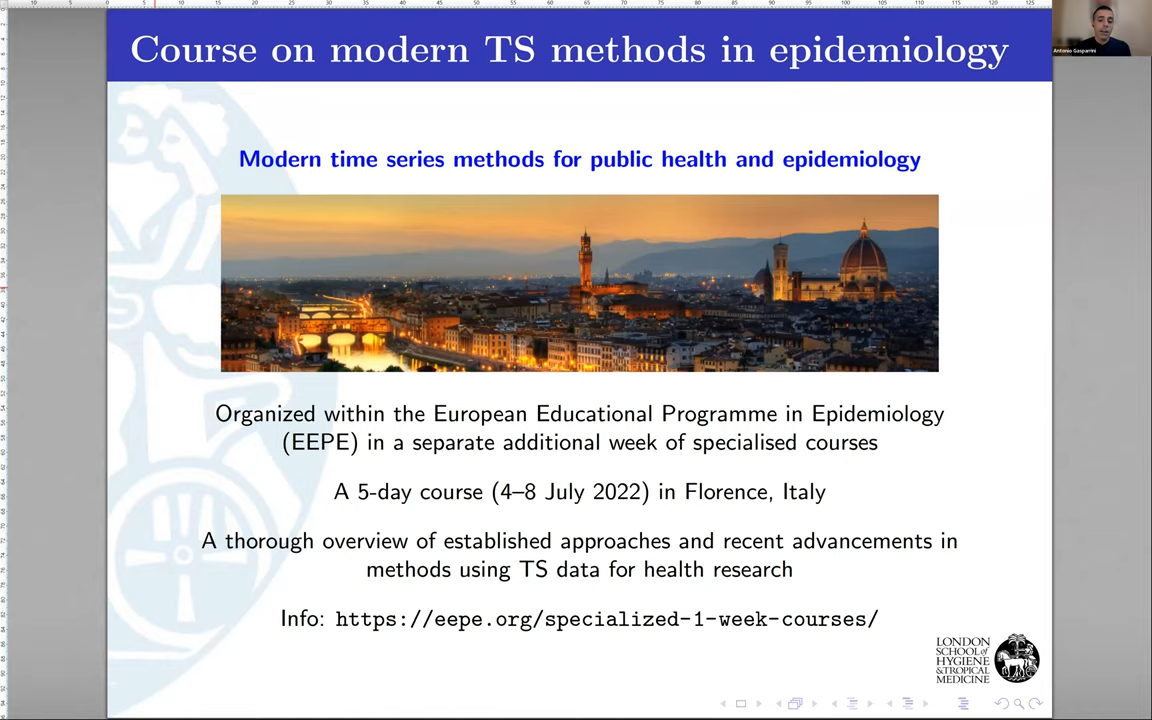 Course on modern TS methods in epidemiology
Antonio Gasparrini
Modern time series methods for public health and epidemiology
Organized within the European Educational Programme in Epidemiology
(EEPE) in a separate additional week of specialised courses
A 5-day course (4–8 July 2022) in Florence, Italy
A thorough overview of established approaches and recent advancements in
methods using TS data for health research
Info: https://eepe.org/specialized-1-week-courses/
LONDON
SCHOOL of
HYGIENE
&TROPICAL
MEDICINE